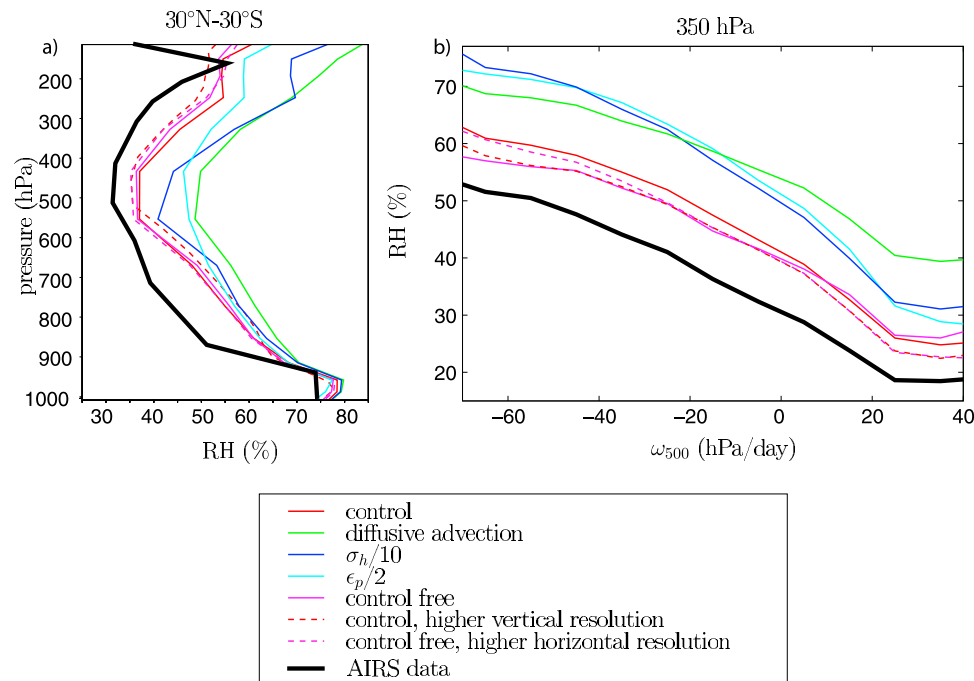 30°N-30°S
350 hPa
a)
b)
200
300
400
500
600
700
800
900
1000
pressure (hPa)
30
40
50
60
70
80
RH (%)
70
60
50
40
30
20
RH (%)
−60
−40
−20
0
20
40
ω500 (hPa/day)
control
diffusive advection
σh/10
ϵp/2
control free
control, higher vertical resolution
control free, higher horizontal resolution
AIRS data